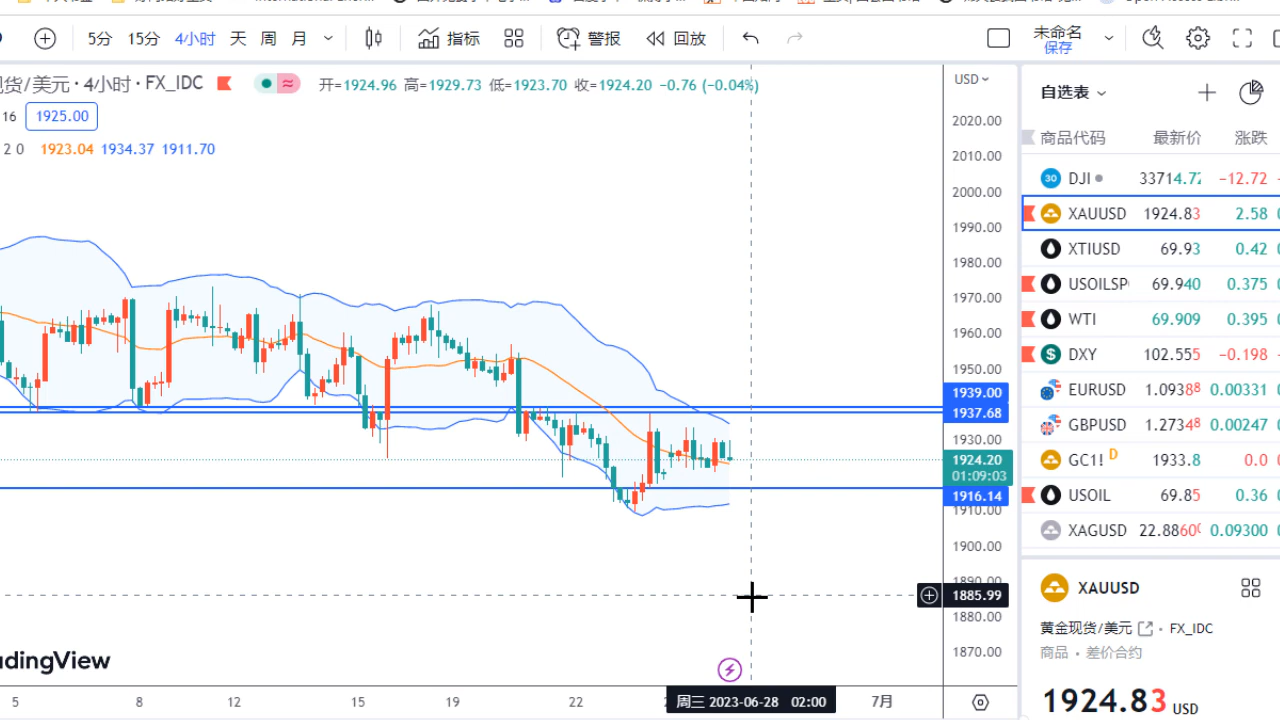 5分 15分 4小时 天 周 月 指标 警报 回放 未命名
保存
现货/美元 · 4小时 · FX_IDC 开=1924.96 高=1929.73 低=1923.70 收=1924.20 -0.76 (-0.04%)
16 1925.00
2 0 1923.04 1934.37 1911.70
USD
2020.00
2010.00
2000.00
1990.00
1980.00
1970.00
1960.00
1950.00
1939.00
1937.68
1930.00
1924.20
01:09:03
1916.14
1910.00
1900.00
1890.00
1885.99
1880.00
1870.00
dingView
5 8 12 15 19 22 周三 2023-06-28 02:00 7月
自选表
商品代码 最新价 涨跌
30 DJI 33714.72 -12.72
XAUUSD 1924.83 2.58
XTIUSD 69.93 0.42
USOILSP 69.940 0.375
WTI 69.909 0.395
$ DXY 102.555 -0.198
EURUSD 1.09388 0.00331
GBPUSD 1.27348 0.00247
GC1! D 1933.8 0.0
USOIL 69.85 0.36
XAGUSD 22.8860 0.09300
XAUUSD
黄金现货/美元 · FX_IDC
商品 · 差价合约
1924.83 USD